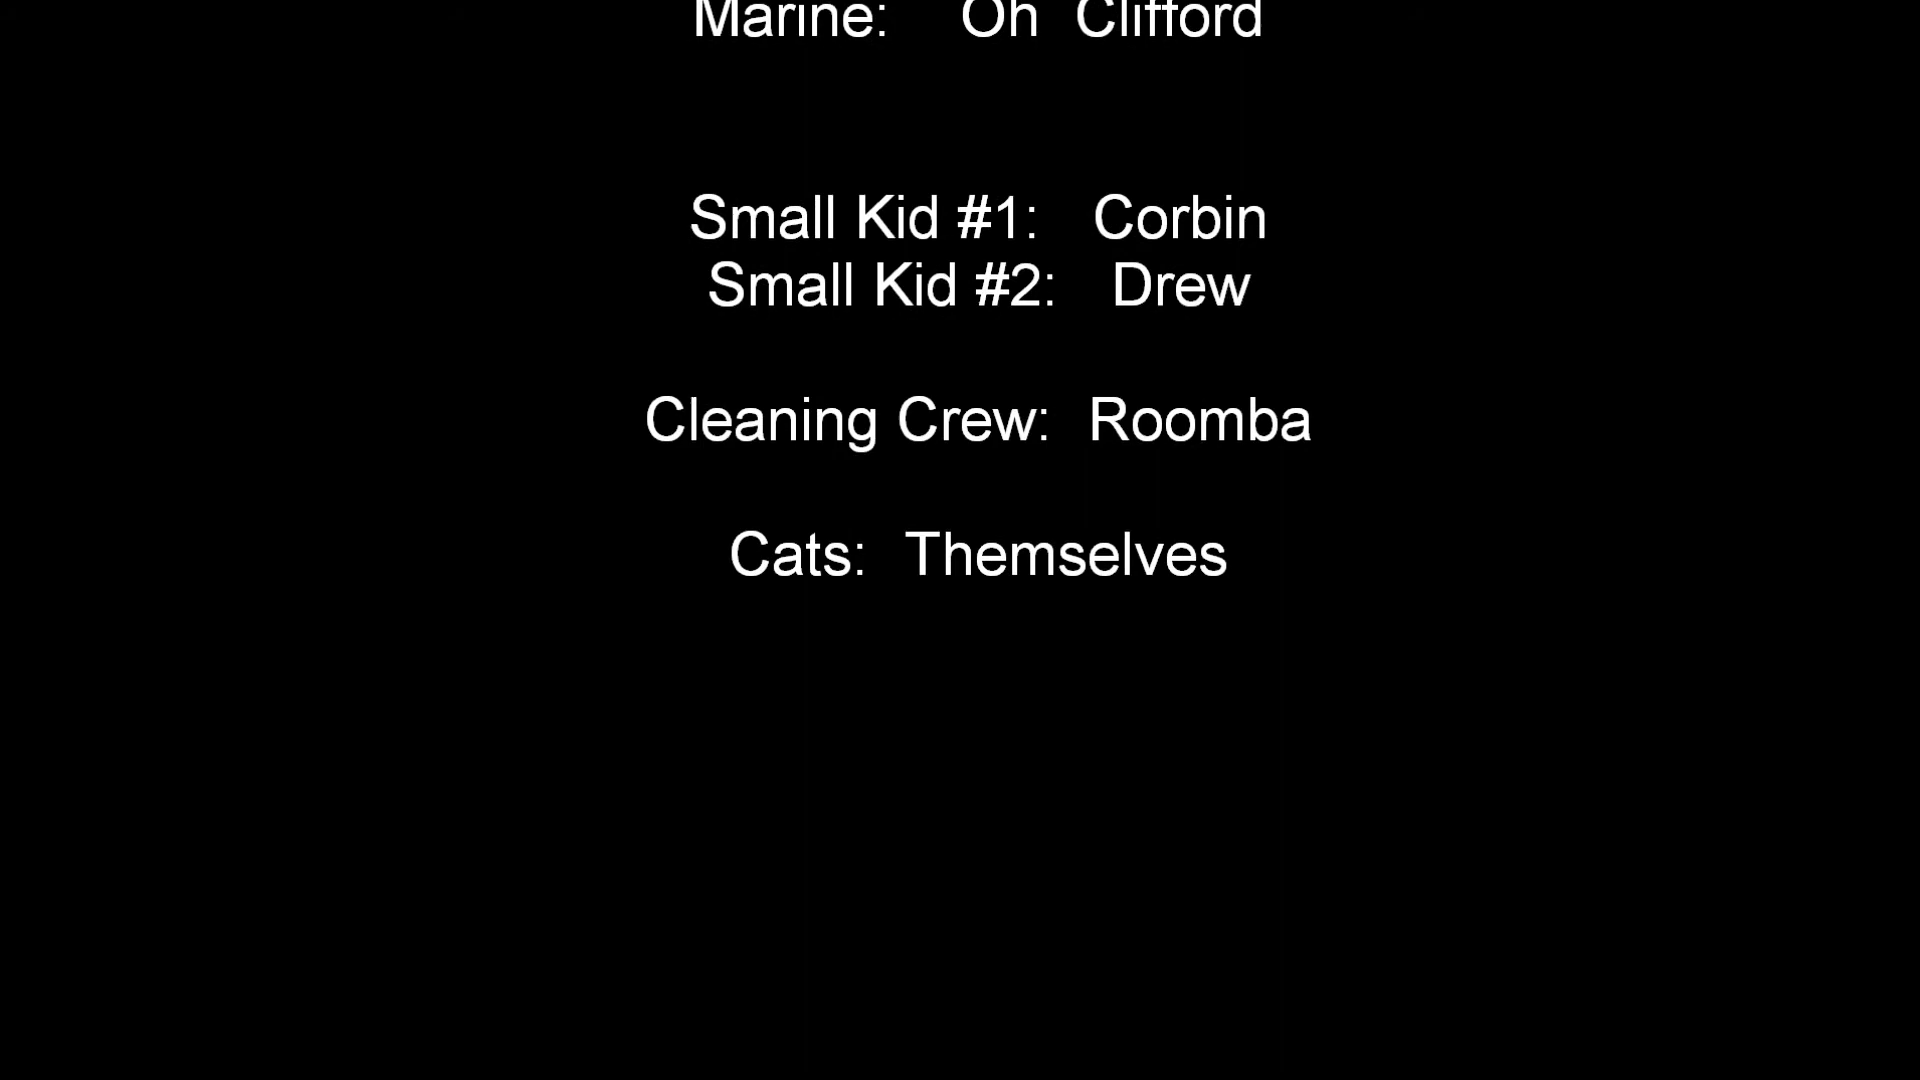 Marine: Oh Clifford
Small Kid #1: Corbin
Small Kid #2: Drew
Cleaning Crew: Roomba
Cats: Themselves